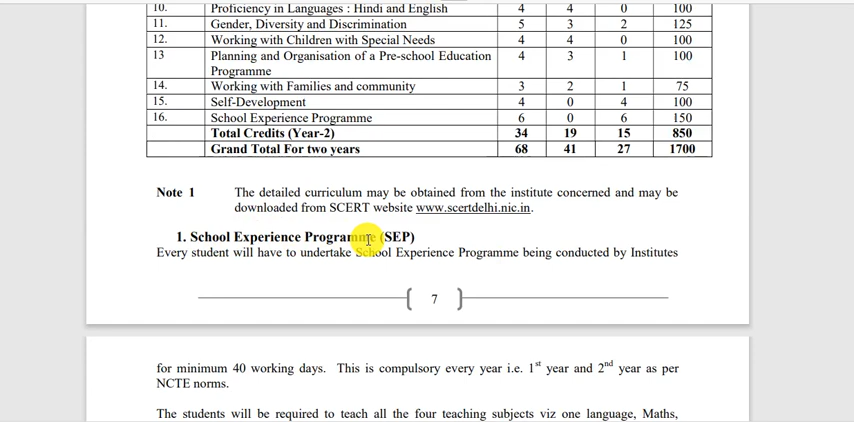 10. Proficiency in Languages : Hindi and English 4 4 0 100
11. Gender, Diversity and Discrimination 5 3 2 125
12. Working with Children with Special Needs 4 4 0 100
13 Planning and Organisation of a Pre-school Education 4 3 1 100
Programme
14. Working with Families and community 3 2 1 75
15. Self-Development 4 0 4 100
16. School Experience Programme 6 0 6 150
Total Credits (Year-2) 34 19 15 850
Grand Total For two years 68 41 27 1700
Note 1 The detailed curriculum may be obtained from the institute concerned and may be
downloaded from SCERT website www.scertdelhi.nic.in.
1. School Experience Programme (SEP)
Every student will have to undertake School Experience Programme being conducted by Institutes
7
for minimum 40 working days. This is compulsory every year i.e. 1st year and 2nd year as per
NCTE norms.
The students will be required to teach all the four teaching subjects viz one language, Maths,